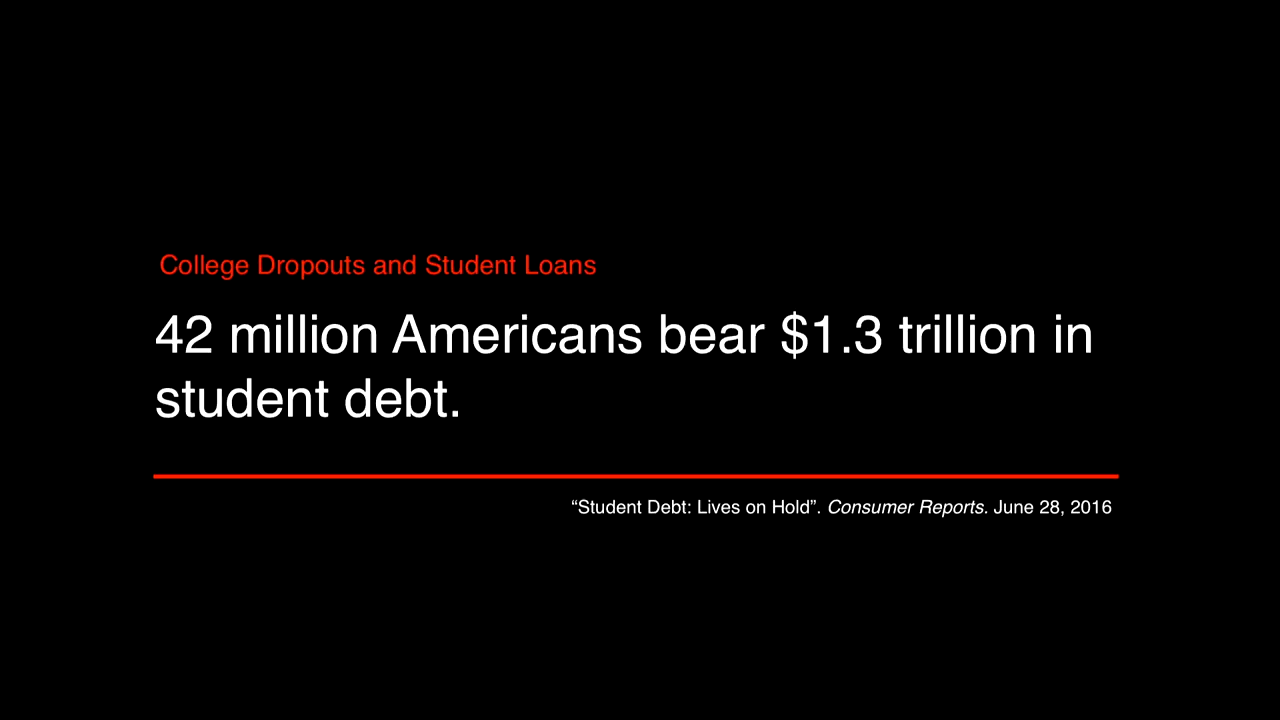 College Dropouts and Student Loans
42 million Americans bear $1.3 trillion in
student debt.
“Student Debt: Lives on Hold”. Consumer Reports. June 28, 2016